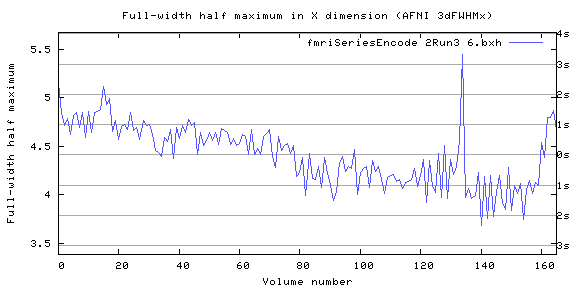 Full-width half maximum in X dimension (AFNI 3dFWHMx)
fmriSeriesEncode 2Run3 6.bxh
Full-width half maximum
5.5
5
4.5
4
3.5
4s
3s
2s
1s
0s
1s
2s
3s
0
20
40
60
80
100
120
140
160
Volume number